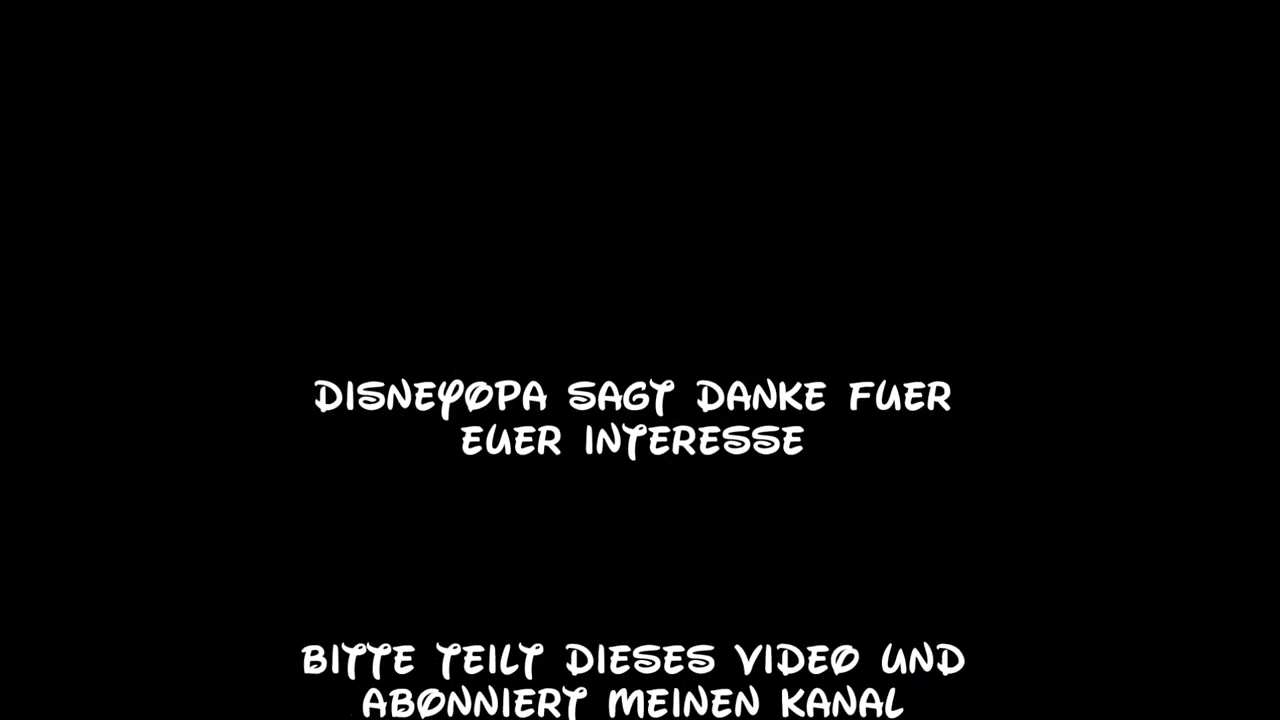 DISNEYOPA SAGT DANKE FUER
EUER INTERESSE
BITTE TEILT DIESES VIDEO UND
ABONNIERT MEINEN KANAL